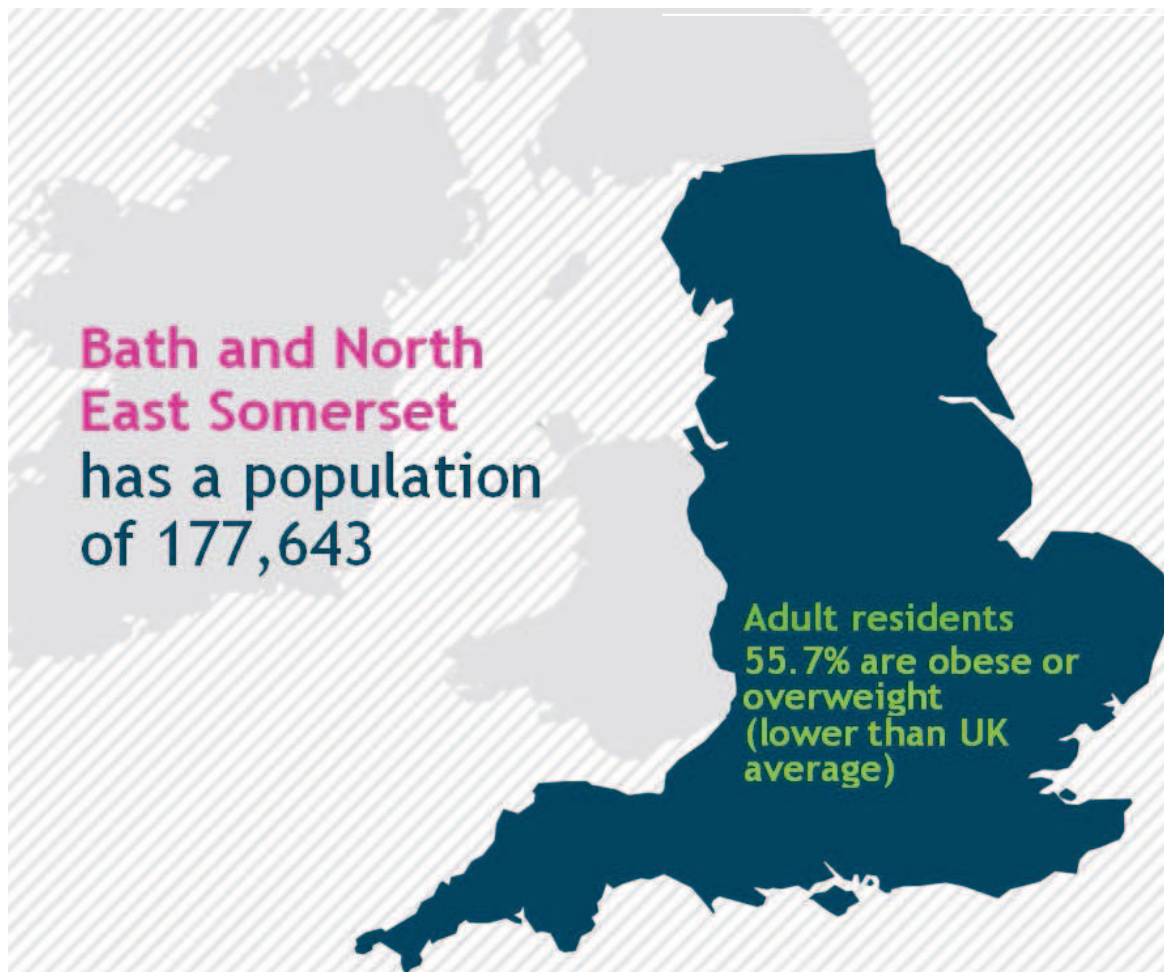 Bath and North
East Somerset
has a population
of 177,643
Adult residents
55.7% are obese or
overweight
(lower than UK
average)